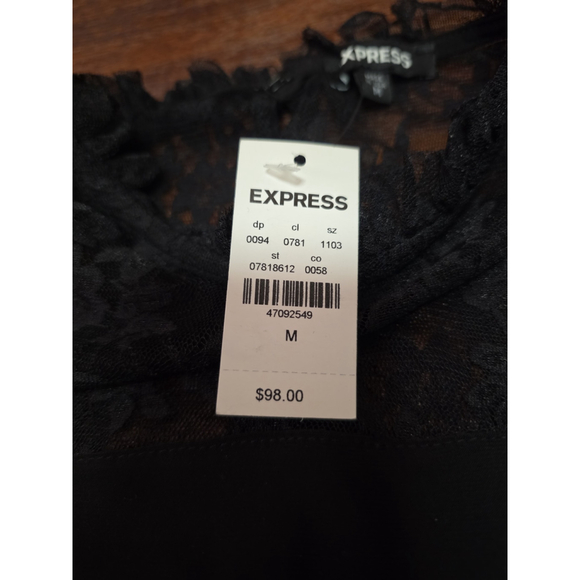 XPRESS
EXPRESS
dp cl sz
0094 0781 1103
st co
07818612 0058
47092549
M
$98.00